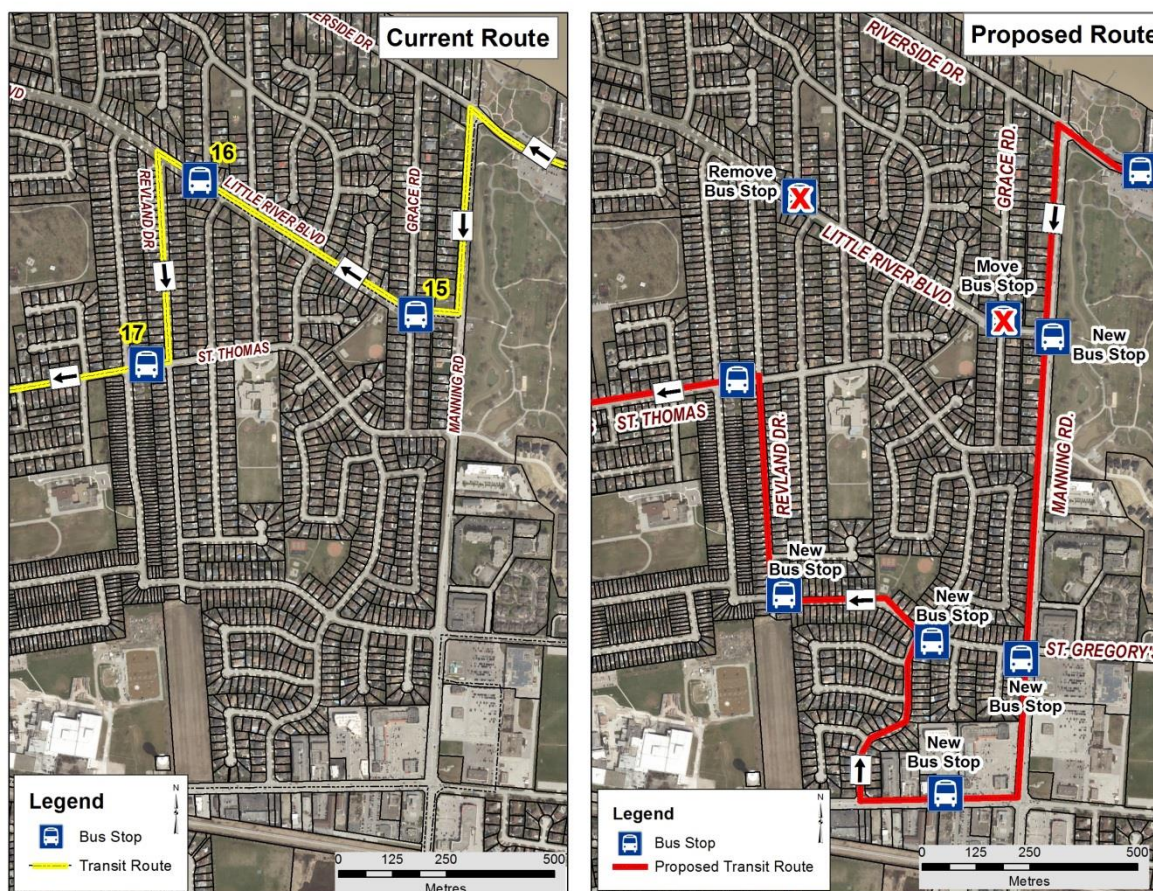 Current Route
ERSIDE DR
VD
16
REVLAND DR
LITTLE RIVER BLVD
GRACE RD
15
17
ST. THOMAS
MANNING RD
Legend
N
Bus Stop
Transit Route
0 125 250 500
Metres
Proposed Route
RIVERSIDE DR.
GRACE RD.
Remove
Bus Stop
X
LITTLE RIVER BLVD.
Move
Bus Stop
X
New
Bus Stop
ST. THOMAS
REVLAND DR.
MANNING RD.
New
Bus Stop
New
Bus Stop
ST. GREGORY'S
New
Bus Stop
New
Bus Stop
Legend
N
Bus Stop
Proposed Transit Route
0 125 250 500
Metres